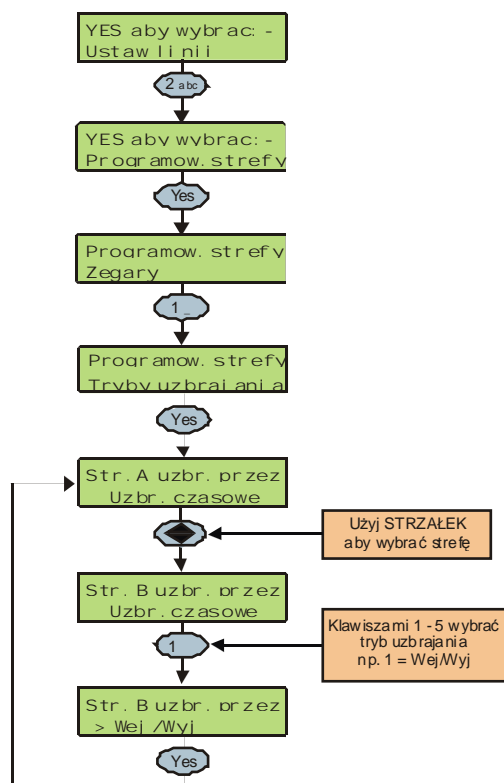 YES aby wybrac: -
Ustaw linii
2 abc
YES aby wybrac: -
Programow. strefy
Yes
Programow. strefy
Zegary
1 _
Programow. strefy
Tryby uzbrajania
Yes
Str. A uzbr. przez
Uzbr. czasowe
Użyj STRZAŁEK
aby wybrać strefę
Str. B uzbr. przez
Uzbr. czasowe
Klawiszami 1 - 5 wybrać
tryb uzbrajania
np. 1 = Wej/Wyj
1
Str. B uzbr. przez
> Wej/Wyj
Yes